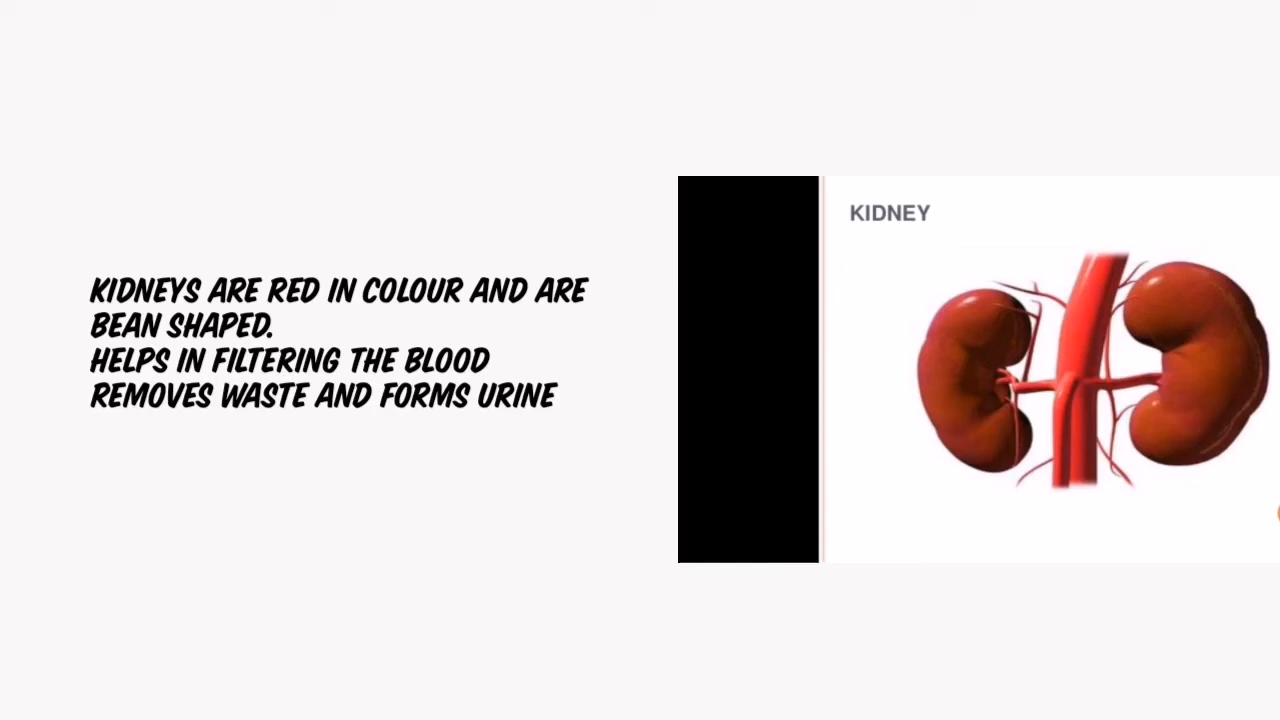 KIDNEYS ARE RED IN COLOUR AND ARE
BEAN SHAPED.
HELPS IN FILTERING THE BLOOD
REMOVES WASTE AND FORMS URINE
KIDNEY